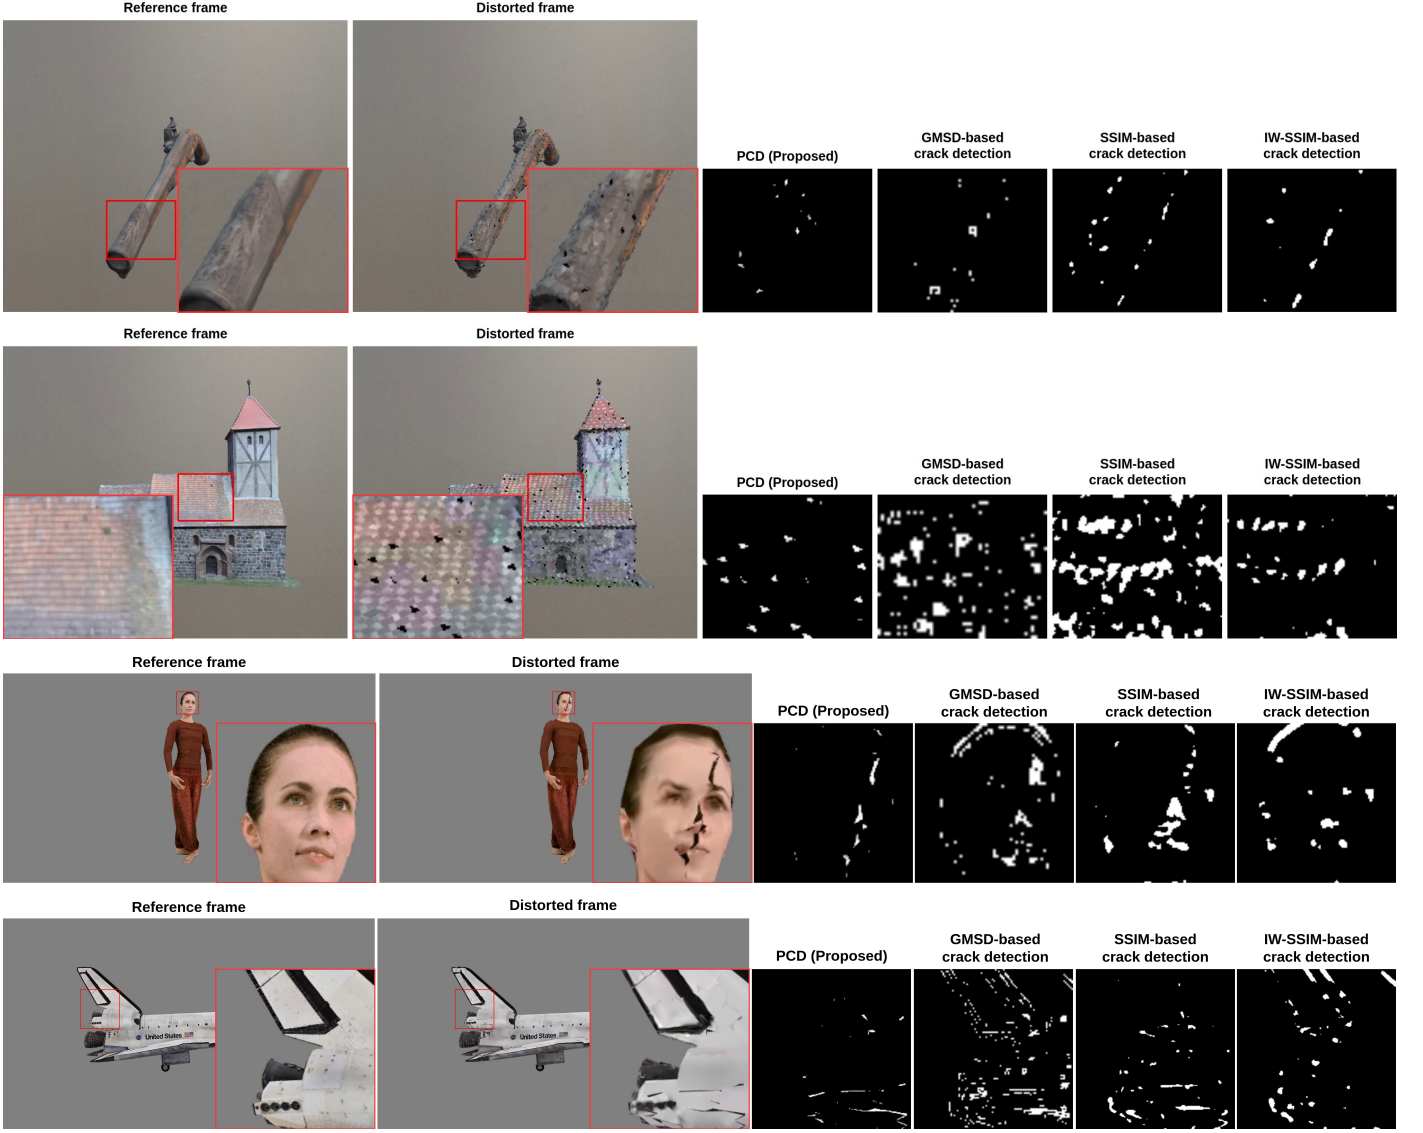 Reference frame
Distorted frame
PCD (Proposed)
GMSD-based
crack detection
SSIM-based
crack detection
IW-SSIM-based
crack detection
Reference frame
Distorted frame
PCD (Proposed)
GMSD-based
crack detection
SSIM-based
crack detection
IW-SSIM-based
crack detection
Reference frame
Distorted frame
PCD (Proposed)
GMSD-based
crack detection
SSIM-based
crack detection
IW-SSIM-based
crack detection
Reference frame
Distorted frame
PCD (Proposed)
GMSD-based
crack detection
SSIM-based
crack detection
IW-SSIM-based
crack detection
United States
United States